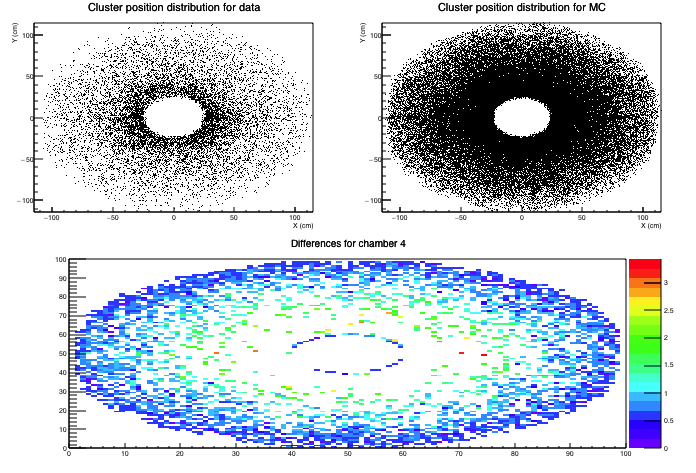 Cluster position distribution for data
Y (cm)
100
50
0
−50
−100
−100 −50 0 50 100
X (cm)
Cluster position distribution for MC
Y (cm)
100
50
0
−50
−100
−100 −50 0 50 100
X (cm)
Differences for chamber 4
100
90
80
70
60
50
40
30
20
10
0
0 10 20 30 40 50 60 70 80 90 100
3
2.5
2
1.5
1
0.5
0